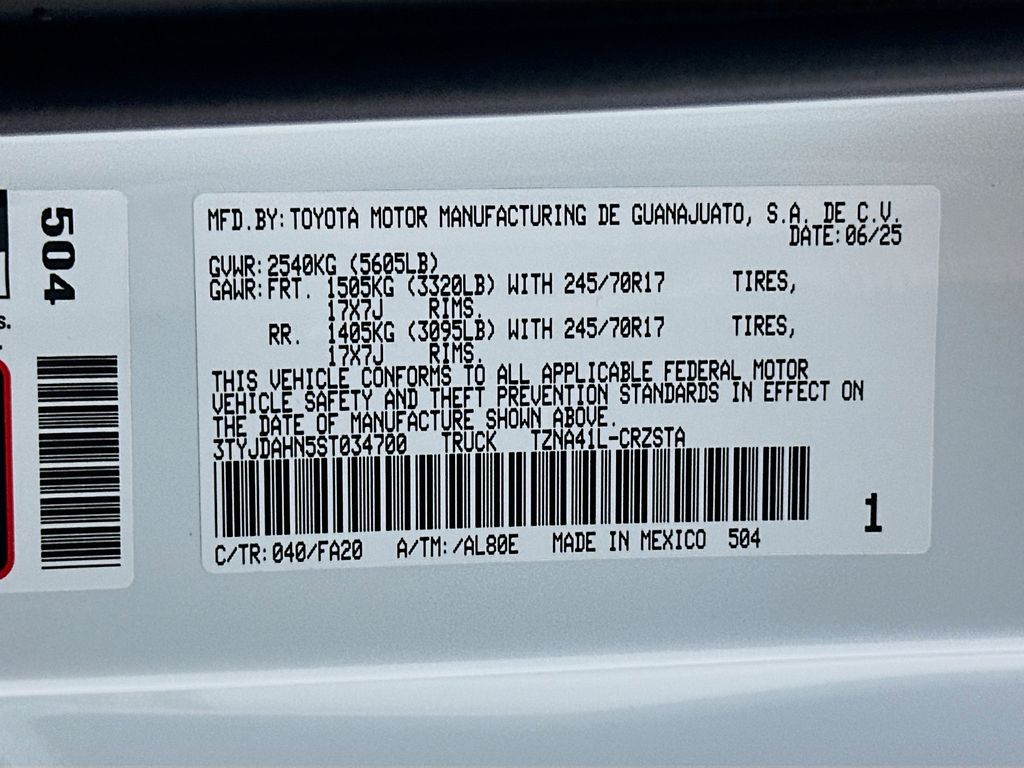 504
s.
MFD.BY:TOYOTA MOTOR MANUFACTURING DE GUANAJUATO, S.A. DE C.V.
DATE:06/25
GVWR:2540KG (5605LB)
GAWR:FRT. 1505KG (3320LB) WITH 245/70R17 TIRES,
17X7J RIMS.
RR. 1405KG (3095LB) WITH 245/70R17 TIRES,
17X7J RIMS.
THIS VEHICLE CONFORMS TO ALL APPLICABLE FEDERAL MOTOR
VEHICLE SAFETY AND THEFT PREVENTION STANDARDS IN EFFECT ON
THE DATE OF MANUFACTURE SHOWN ABOVE.
3TYJDAHN5ST034700 TRUCK TZNA41L-CRZSTA
1
C/TR:040/FA20 A/TM:/AL80E MADE IN MEXICO 504